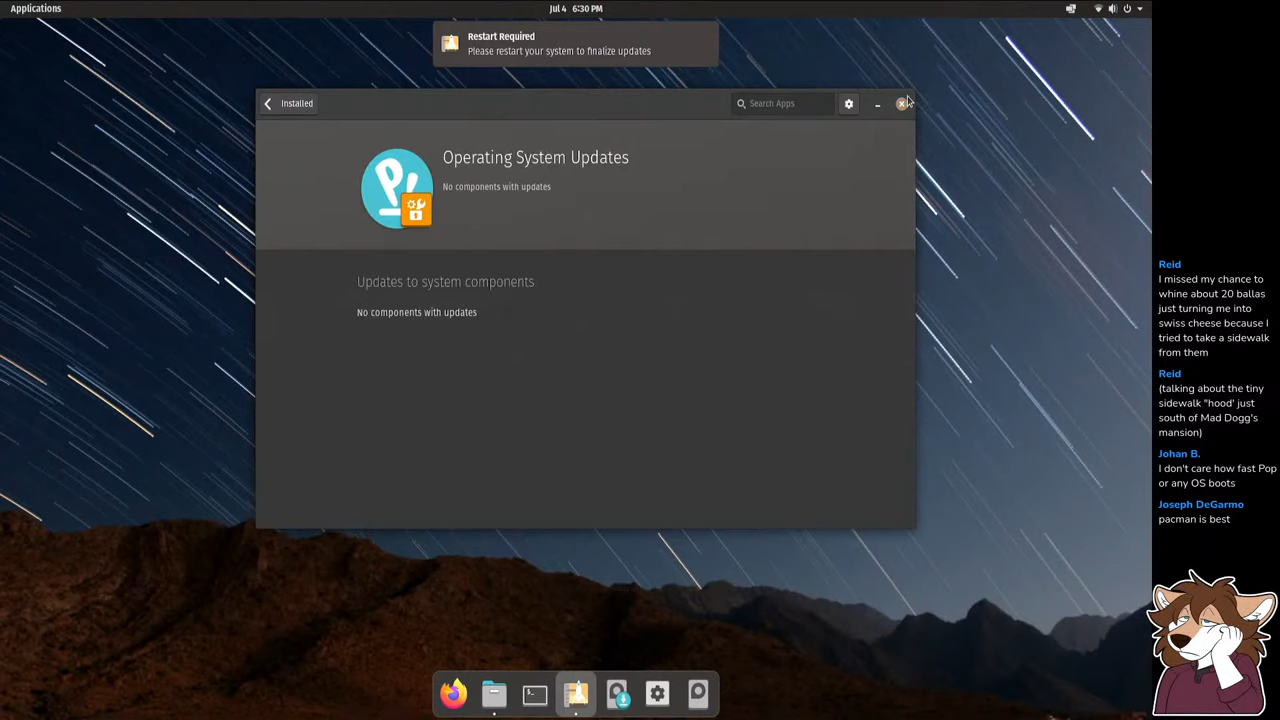 Applications
Jul 4 6:30 PM
Restart Required
Please restart your system to finalize updates
Installed
Search Apps
Operating System Updates
No components with updates
Updates to system components
No components with updates
Reid
I missed my chance to
whine about 20 ballas
just turning me into
swiss cheese because I
tried to take a sidewalk
from them
Reid
(talking about the tiny
sidewalk "hood' just
south of Mad Dogg's
mansion)
Johan B.
I don't care how fast Pop
or any OS boots
Joseph DeGarmo
pacman is best